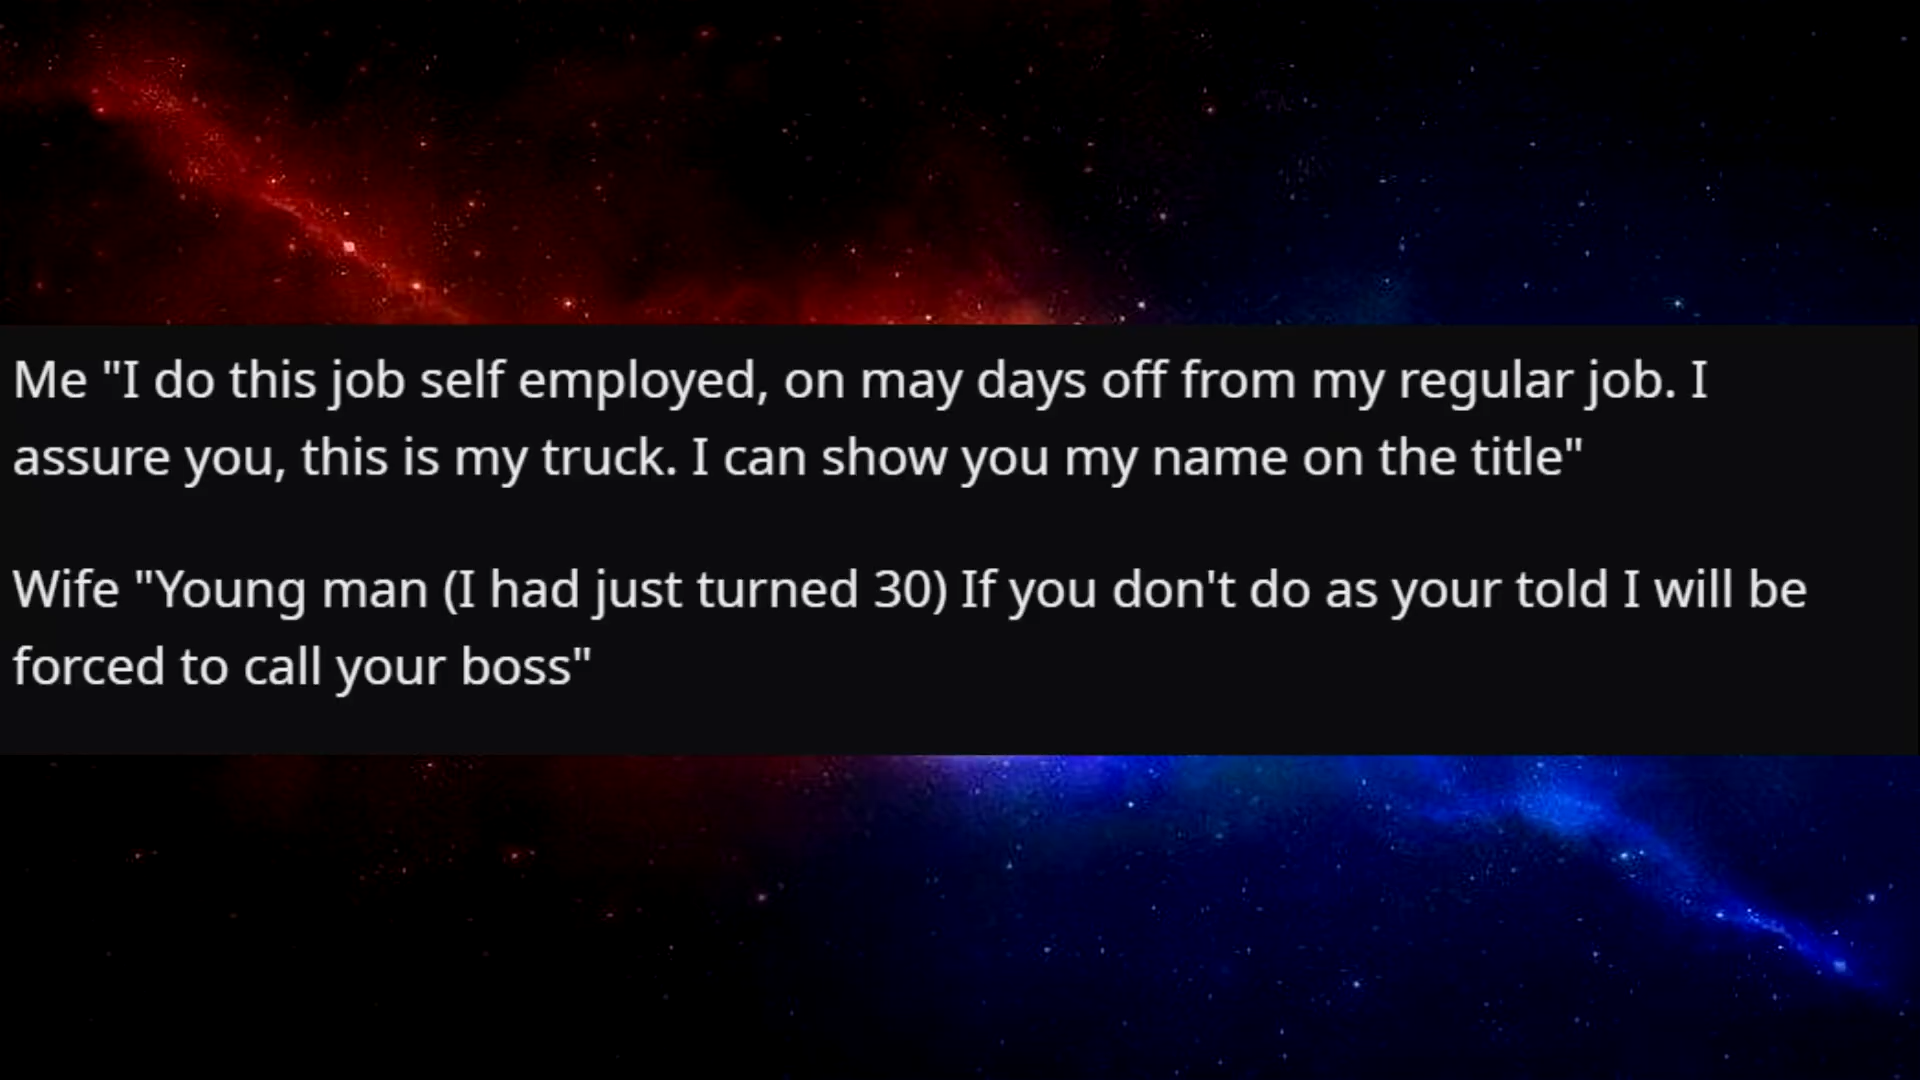 Me "I do this job self employed, on may days off from my regular job. I
assure you, this is my truck. I can show you my name on the title"
Wife "Young man (I had just turned 30) If you don't do as your told I will be
forced to call your boss"